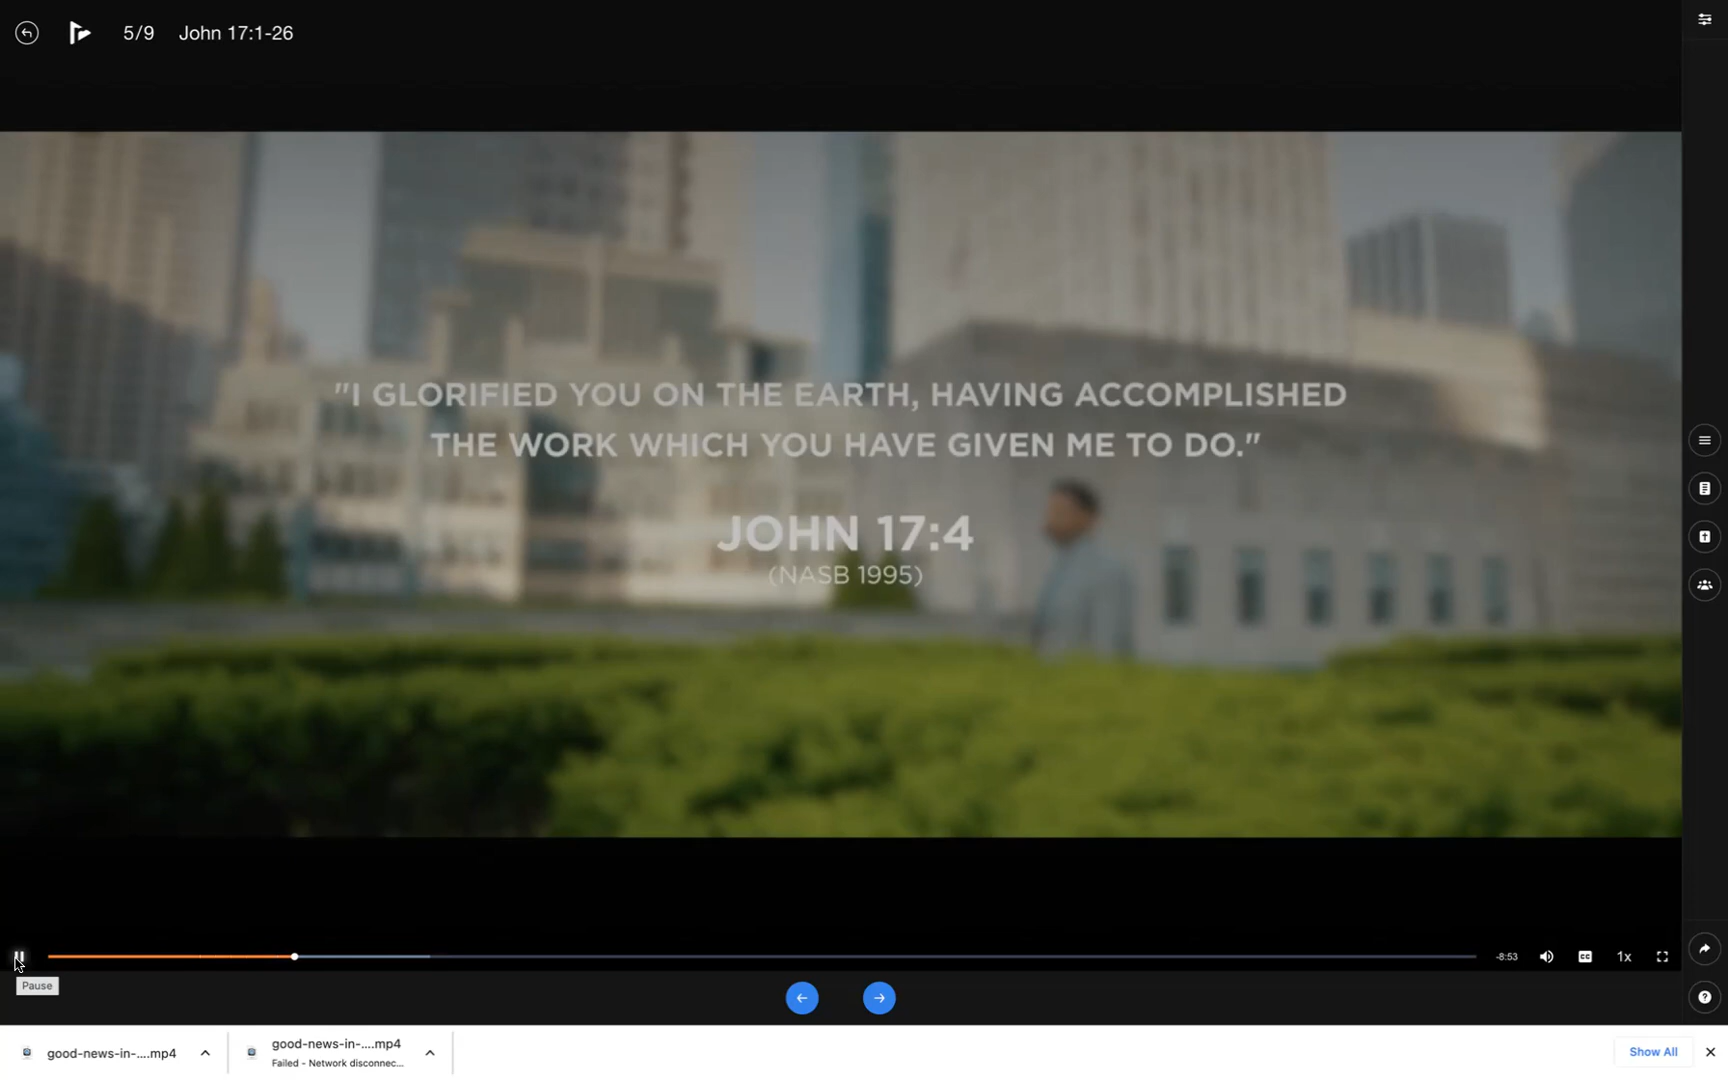 5/9 John 17:1-26
"I GLORIFIED YOU ON THE EARTH, HAVING ACCOMPLISHED
THE WORK WHICH YOU HAVE GIVEN ME TO DO."
JOHN 17:4
(NASB 1995)
-8:53
CC
1x
Pause
good-news-in-....mp4
good-news-in-....mp4
Failed - Network disconnec...
Show All